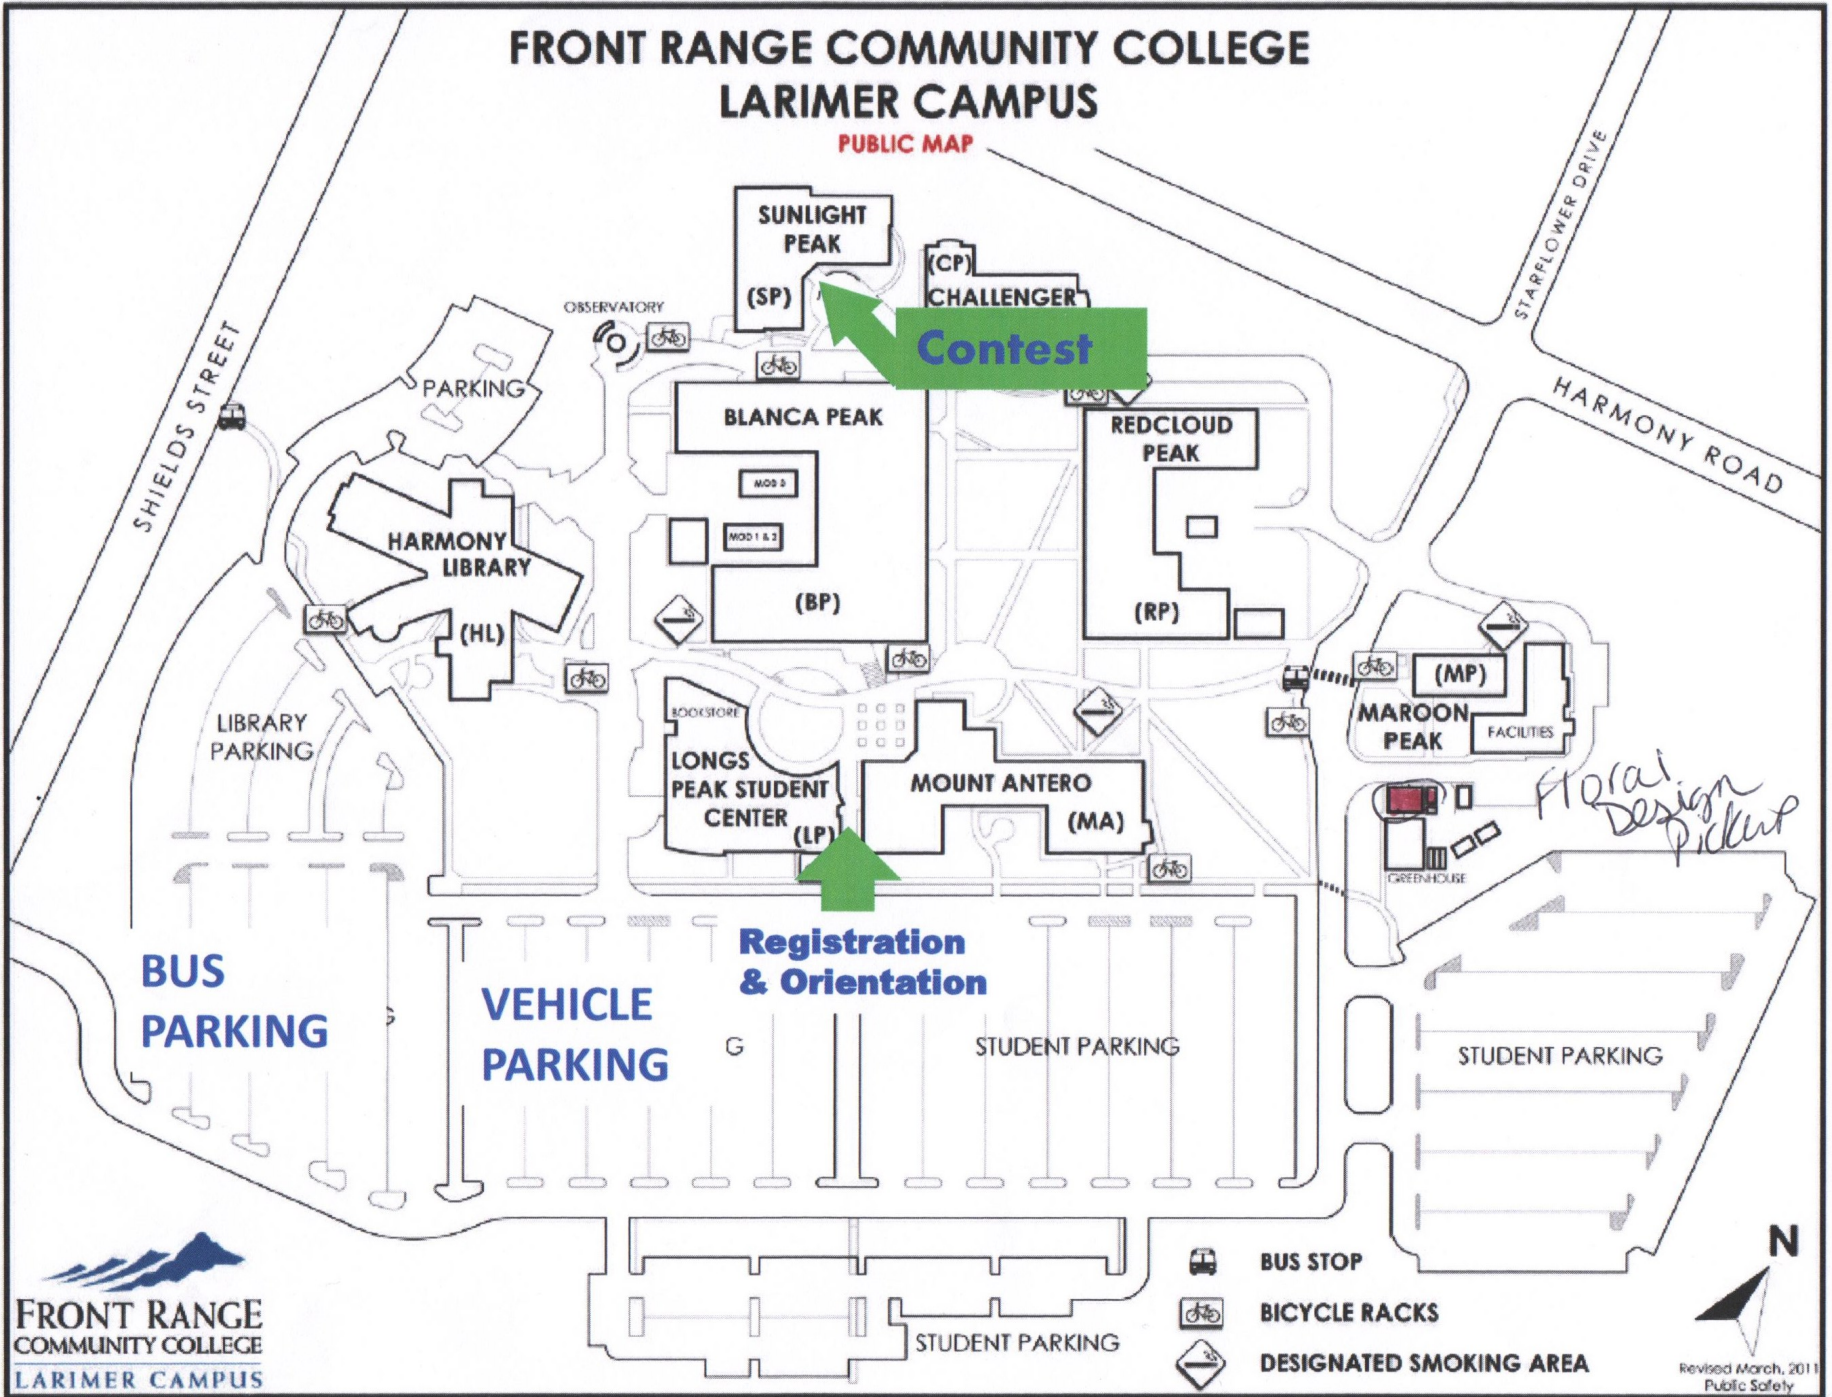 FRONT RANGE COMMUNITY COLLEGE
LARIMER CAMPUS
PUBLIC MAP
STARFLOWER DRIVE
SUNLIGHT
PEAK
(SP)
(CP)
CHALLENGER
OBSERVATORY
Contest
SHIELDS STREET
PARKING
HARMONY ROAD
BLANCA PEAK
MOD 3
MOD 1 & 2
(BP)
REDCLOUD
PEAK
(RP)
HARMONY
LIBRARY
(HL)
LIBRARY
PARKING
(MP)
MAROON
PEAK
FACILITIES
BOOKSTORE
LONGS
PEAK STUDENT
CENTER
(LP)
MOUNT ANTERO
(MA)
Floral
Design
Pickup
GREENHOUSE
Registration
& Orientation
BUS
PARKING
G
VEHICLE
PARKING
G
STUDENT PARKING
STUDENT PARKING
STUDENT PARKING
BUS STOP
BICYCLE RACKS
DESIGNATED SMOKING AREA
N
Revised March, 2011
Public Safety
FRONT RANGE
COMMUNITY COLLEGE
LARIMER CAMPUS